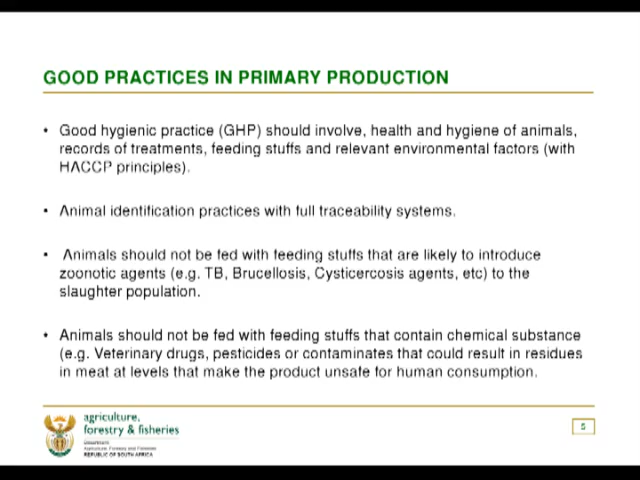 GOOD PRACTICES IN PRIMARY PRODUCTION
• Good hygienic practice (GHP) should involve, health and hygiene of animals,
records of treatments, feeding stuffs and relevant environmental factors (with
HACCP principles).
• Animal identification practices with full traceability systems.
• Animals should not be fed with feeding stuffs that are likely to introduce
zoonotic agents (e.g. TB, Brucellosis, Cysticercosis agents, etc) to the
slaughter population.
• Animals should not be fed with feeding stuffs that contain chemical substance
(e.g. Veterinary drugs, pesticides or contaminates that could result in residues
in meat at levels that make the product unsafe for human consumption.
agriculture,
forestry & fisheries
Department:
Agriculture, Forestry and Fisheries
REPUBLIC OF SOUTH AFRICA
5